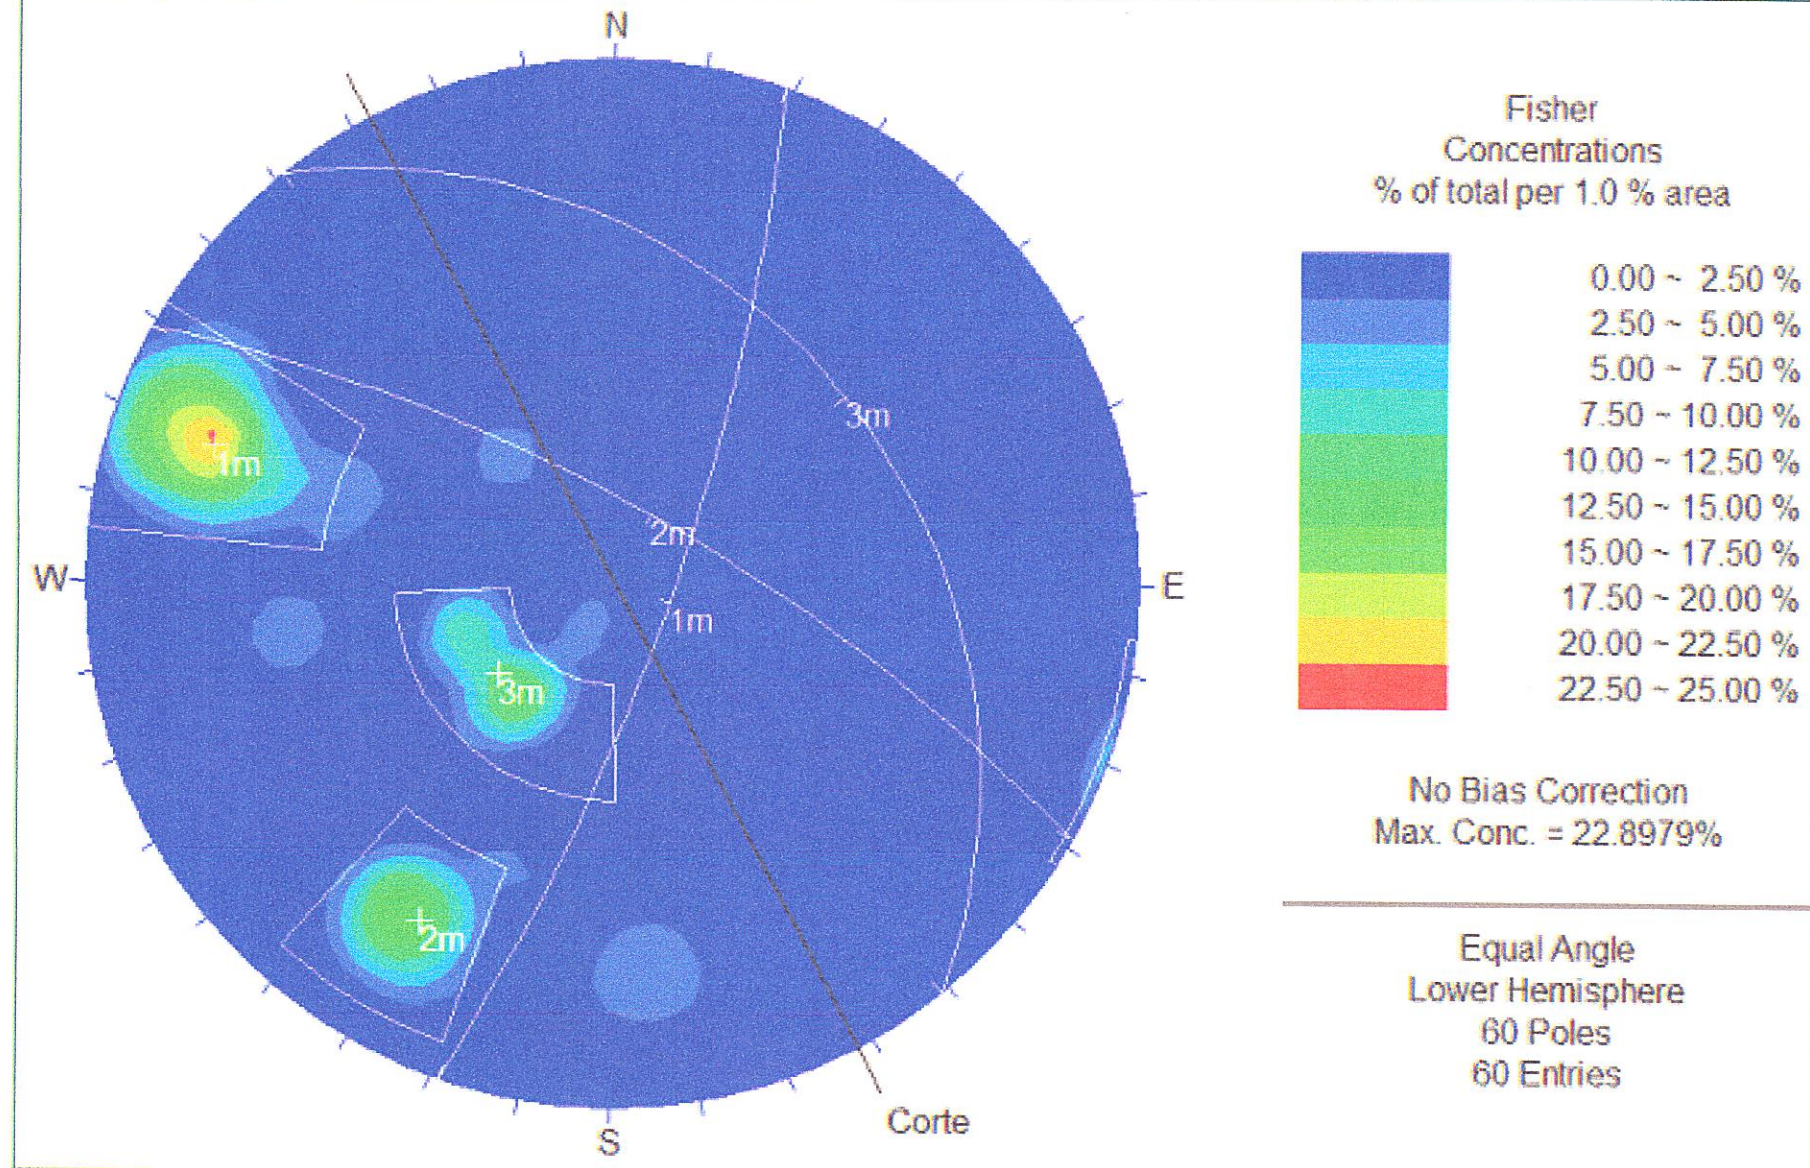 N
3m
1m
2m
W
E
1m
3m
2m
S
Corte
Fisher
Concentrations
% of total per 1.0 % area
0.00 ~ 2.50 %
2.50 ~ 5.00 %
5.00 ~ 7.50 %
7.50 ~ 10.00 %
10.00 ~ 12.50 %
12.50 ~ 15.00 %
15.00 ~ 17.50 %
17.50 ~ 20.00 %
20.00 ~ 22.50 %
22.50 ~ 25.00 %
No Bias Correction
Max. Conc. = 22.8979%
Equal Angle
Lower Hemisphere
60 Poles
60 Entries